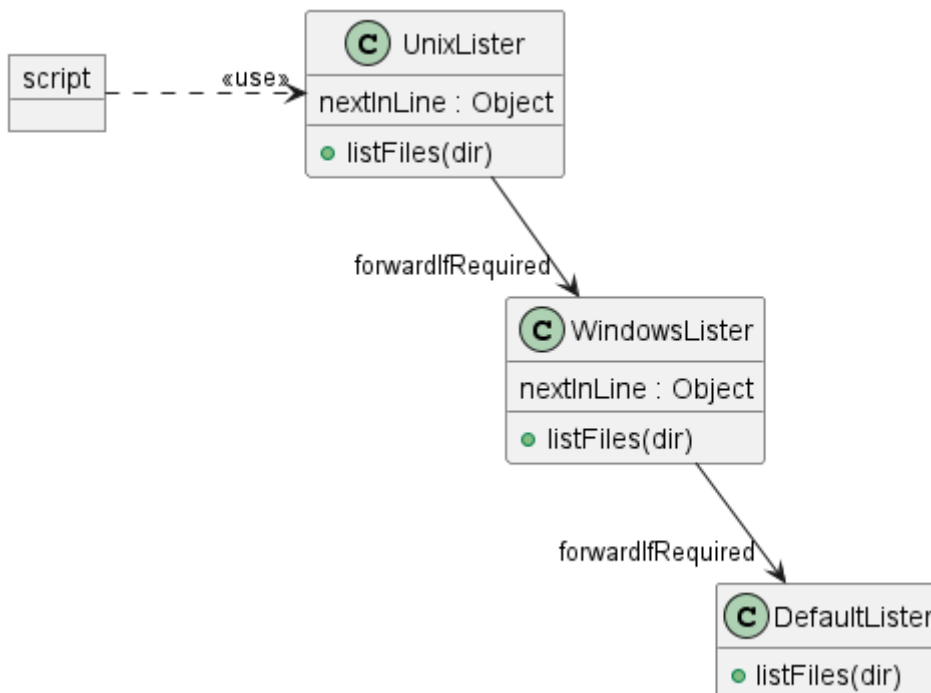 script
«use»
C UnixLister
nextInLine : Object
listFiles(dir)
forwardIfRequired
C WindowsLister
nextInLine : Object
listFiles(dir)
forwardIfRequired
C DefaultLister
listFiles(dir)